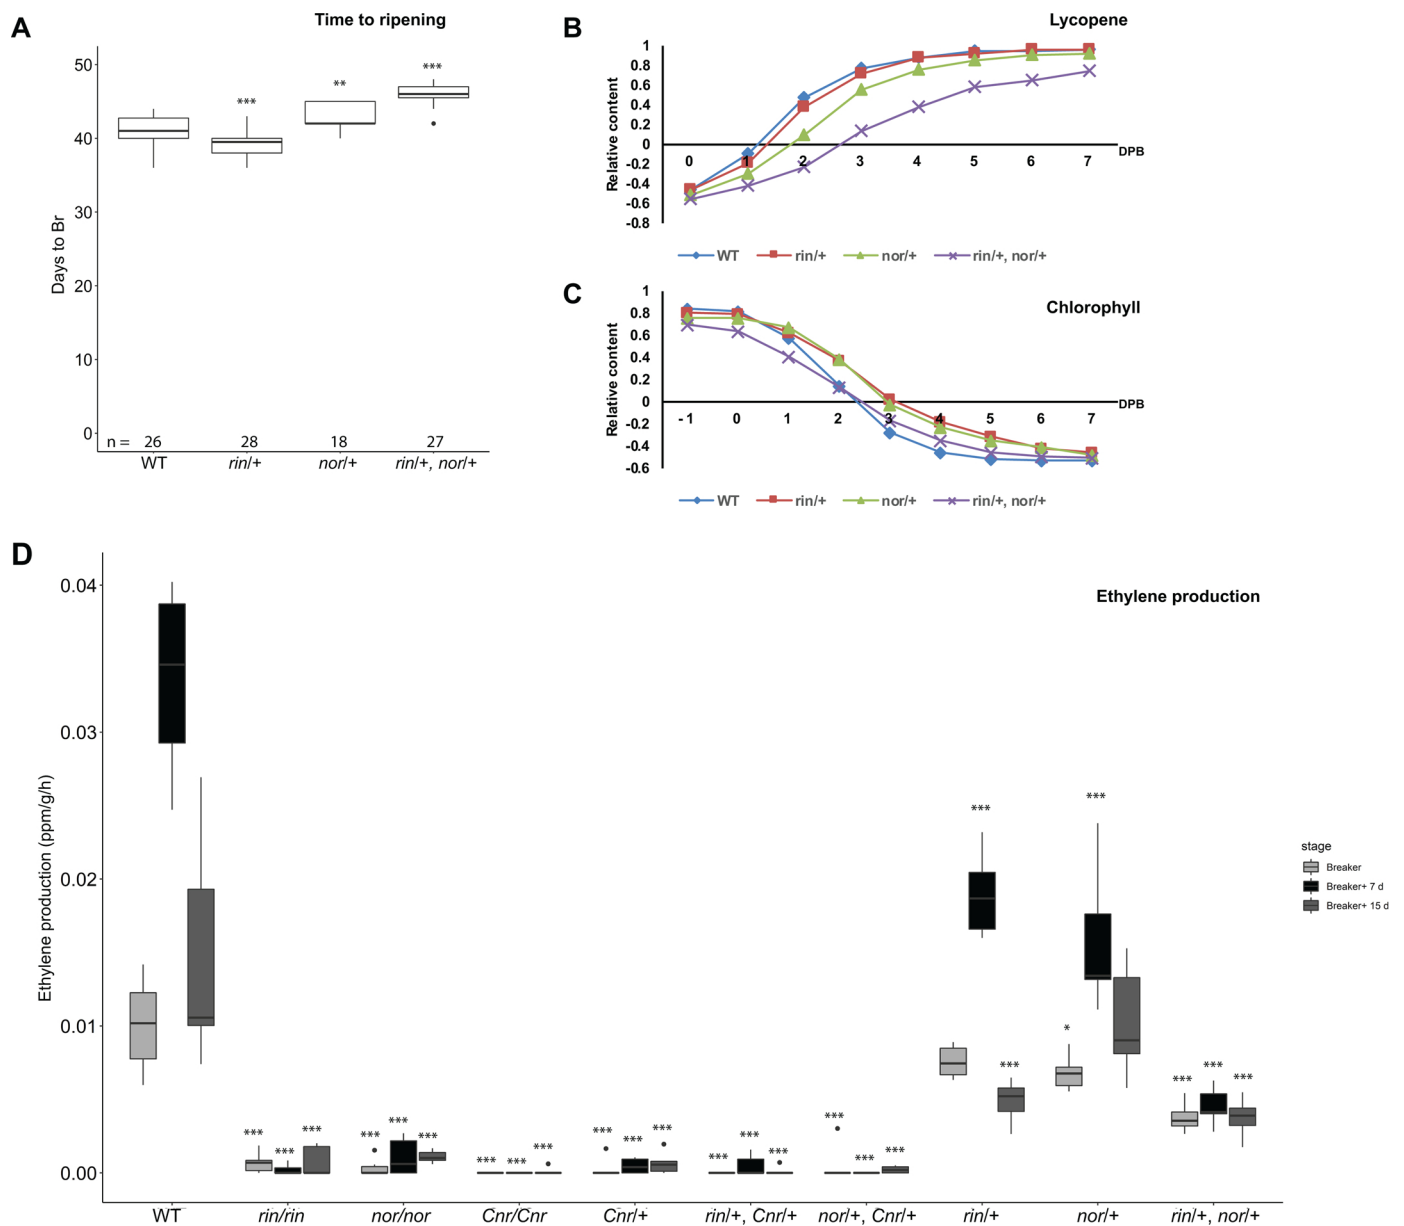 A
Time to ripening
50
40
30
20
10
0
Days to Br
***
**
***
n = 26 28 18 27
WT rin/+ nor/+ rin/+, nor/+
B
Lycopene
1
0.8
0.6
0.4
0.2
0
-0.2
-0.4
-0.6
-0.8
Relative content
0 1 2 3 4 5 6 7 DPB
WT rin/+ nor/+ rin/+, nor/+
C
Chlorophyll
1
0.8
0.6
0.4
0.2
0
-0.2
-0.4
-0.6
Relative content
-1 0 1 2 3 4 5 6 7 DPB
WT rin/+ nor/+ rin/+, nor/+
D
Ethylene production
0.04
0.03
0.02
0.01
0.00
Ethylene production (ppm/g/h)
*** *** ***
*** *** ***
*** *** ***
*** *** ***
*** *** ***
*** *** ***
*** ***
* ***
*** *** ***
WT rin/rin nor/nor Cnr/Cnr Cnr/+ rin/+, Cnr/+ nor/+, Cnr/+ rin/+ nor/+ rin/+, nor/+
stage
Breaker
Breaker+ 7 d
Breaker+ 15 d